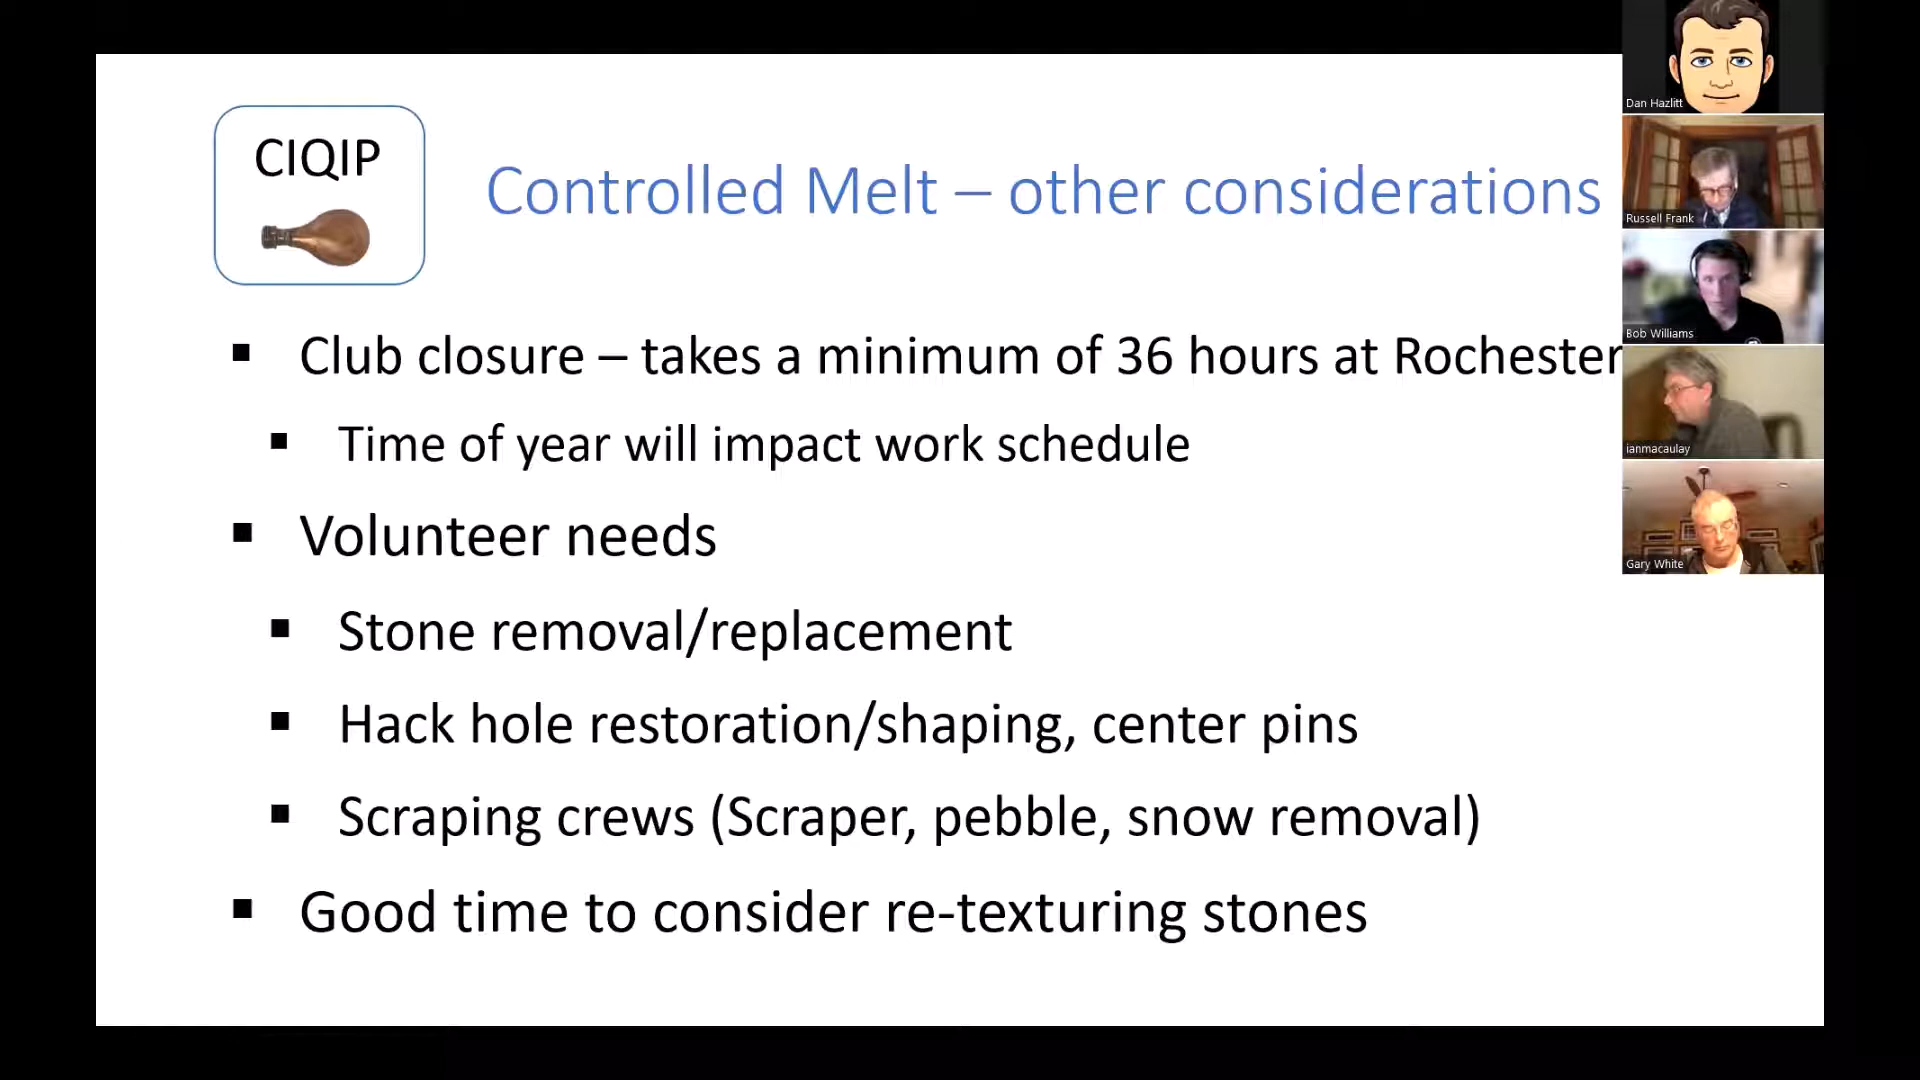 CIQIP
Controlled Melt – other considerations
▪ Club closure – takes a minimum of 36 hours at Rochester
▪ Time of year will impact work schedule
▪ Volunteer needs
▪ Stone removal/replacement
▪ Hack hole restoration/shaping, center pins
▪ Scraping crews (Scraper, pebble, snow removal)
▪ Good time to consider re-texturing stones
Dan Hazlitt
Russell Frank
Bob Williams
ianmacaulay
Gary White